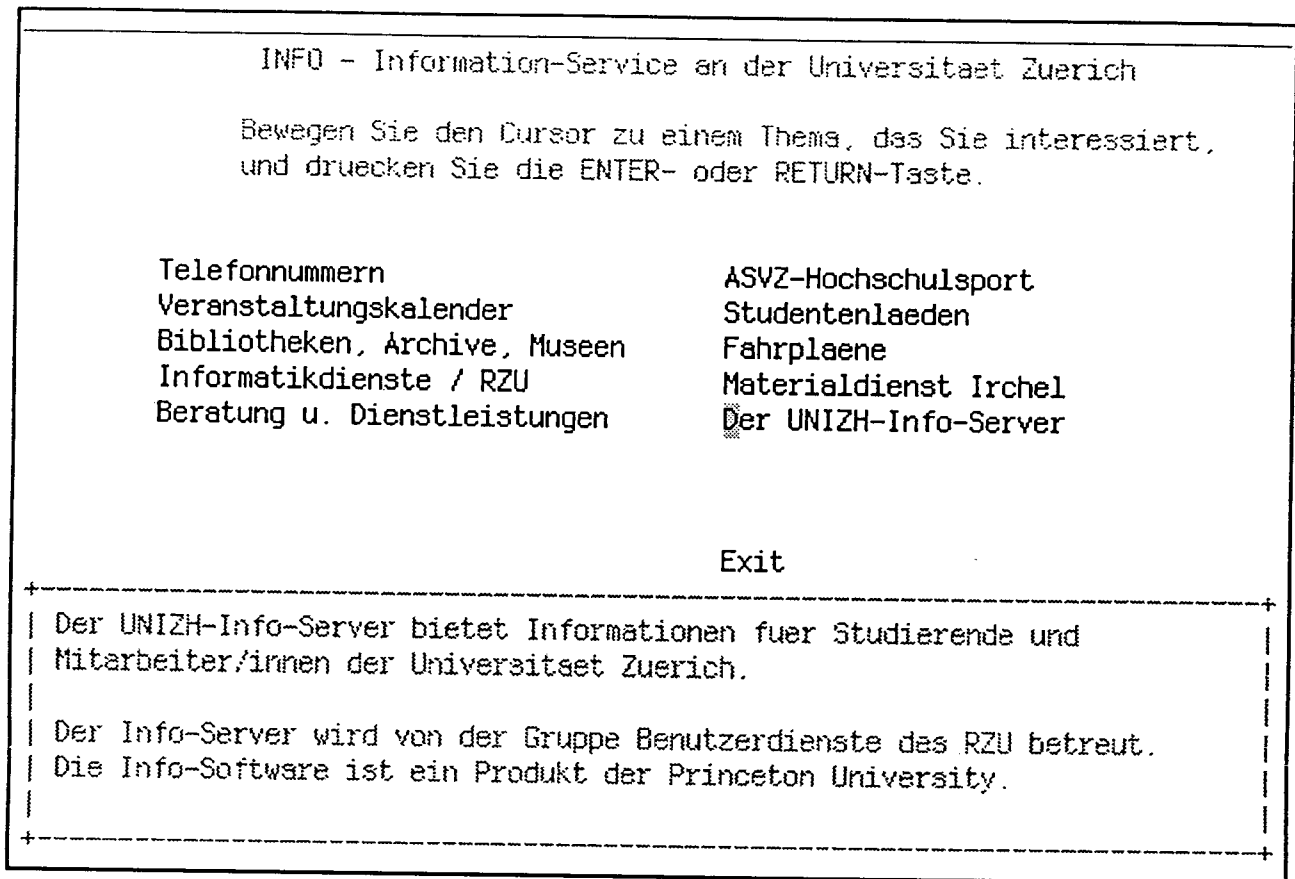 INFO - Information-Service an der Universitaet Zuerich
Bewegen Sie den Cursor zu einem Thema, das Sie interessiert,
und druecken Sie die ENTER- oder RETURN-Taste.
Telefonnummern
Veranstaltungskalender
Bibliotheken, Archive, Museen
Informatikdienste / RZU
Beratung u. Dienstleistungen
ASVZ-Hochschulsport
Studentenlaeden
Fahrplaene
Materialdienst Irchel
Der UNIZH-Info-Server
Exit
Der UNIZH-Info-Server bietet Informationen fuer Studierende und
Mitarbeiter/innen der Universitaet Zuerich.
Der Info-Server wird von der Gruppe Benutzerdienste des RZU betreut.
Die Info-Software ist ein Produkt der Princeton University.